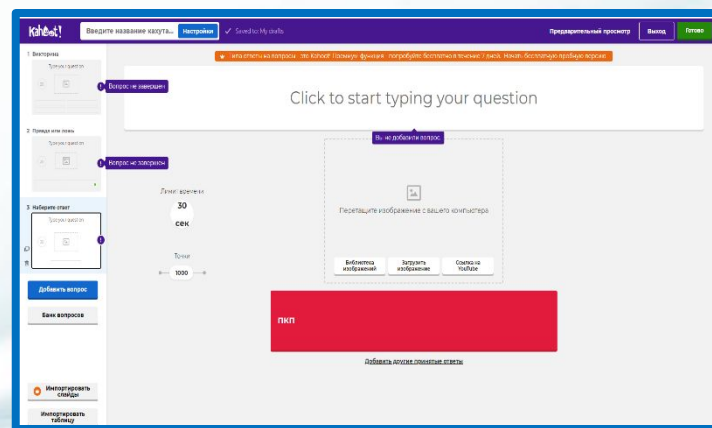 Kahoot!
Введите название кахута...
Настройки
Saved to: My drafts
Предварительный просмотр
Выход
Готово
1 Викторина
Type your question
Вопрос не завершен
2 Правда или ложь
Type your question
Вопрос не завершен
3 Наберите ответ
Type your question
Добавить вопрос
Банк вопросов
Импортировать слайды
Импортировать таблицу
Click to start typing your question
Вы не добавили вопрос
Лимит времени
30
сек
Точки
1000
Перетащите изображение с вашего компьютера
Библиотека изображений
Загрузить изображение
Ссылка на YouTube
пкп
Добавить другие принятые ответы